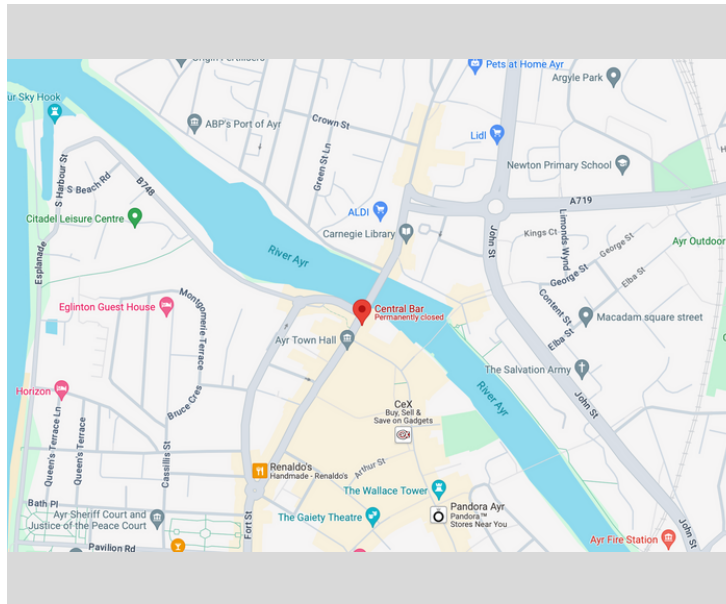 Pets at Home Ayr
Argyle Park
ur Sky Hook
ABP's Port of Ayr
Crown St
Green St Ln
Lidl
Newton Primary School
S Harbour St
S Beach Rd
B748
A719
Citadel Leisure Centre
ALDI
Carnegie Library
John St
Kings Ct
Limonds Wynd
George St
Ayr Outdoor
Esplanade
River Ayr
George St
Elba St
Montgomerie Terrace
Eglinton Guest House
Central Bar
Permanently closed
Content St
Macadam square street
Elba St
Ayr Town Hall
The Salvation Army
Horizon
Bruce Cres
River Ayr
CeX
Buy, Sell &
Save on Gadgets
John St
Queen's Terrace Ln
Queen's Terrace
Cassillis St
Renaldo's
Handmade - Renaldo's
Arthur St
Bath Pl
Fort St
The Wallace Tower
Ayr Sheriff Court and
Justice of the Peace Court
The Gaiety Theatre
Pandora Ayr
Pandora™
Stores Near You
John St
Ayr Fire Station
Pavilion Rd